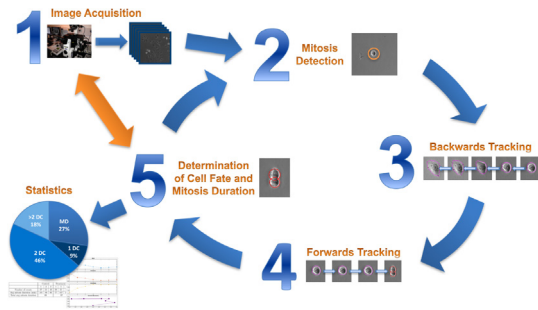 1 Image Acquisition
2 Mitosis
Detection
3 Backwards Tracking
4 Forwards Tracking
5 Determination
of Cell Fate and
Mitosis Duration
Statistics
>2 DC
18%
MD
27%
1 DC
9%
2 DC
46%